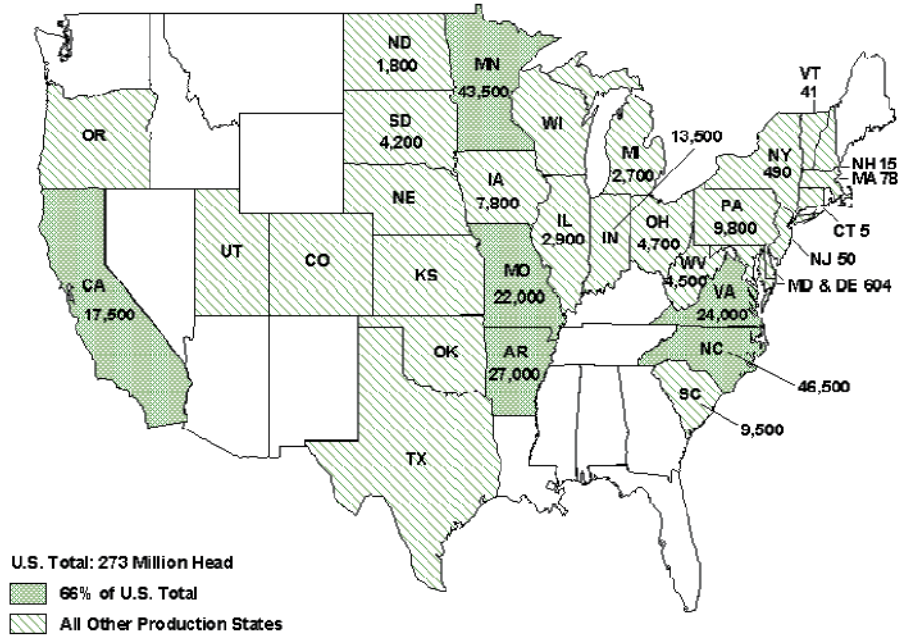 ND
1,800
MN
43,500
VT
41
OR
SD
4,200
WI
MI
2,700
13,500
NY
490
NH 15
MA 78
IA
7,800
NE
IL
2,900
IN
OH
4,700
PA
9,800
CT 5
NJ 50
UT
CO
KS
MO
22,000
WV
4,500
VA
24,000
MD & DE 604
CA
17,500
OK
AR
27,000
NC
46,500
SC
9,500
TX
U.S. Total: 273 Million Head
66% of U.S. Total
All Other Production States